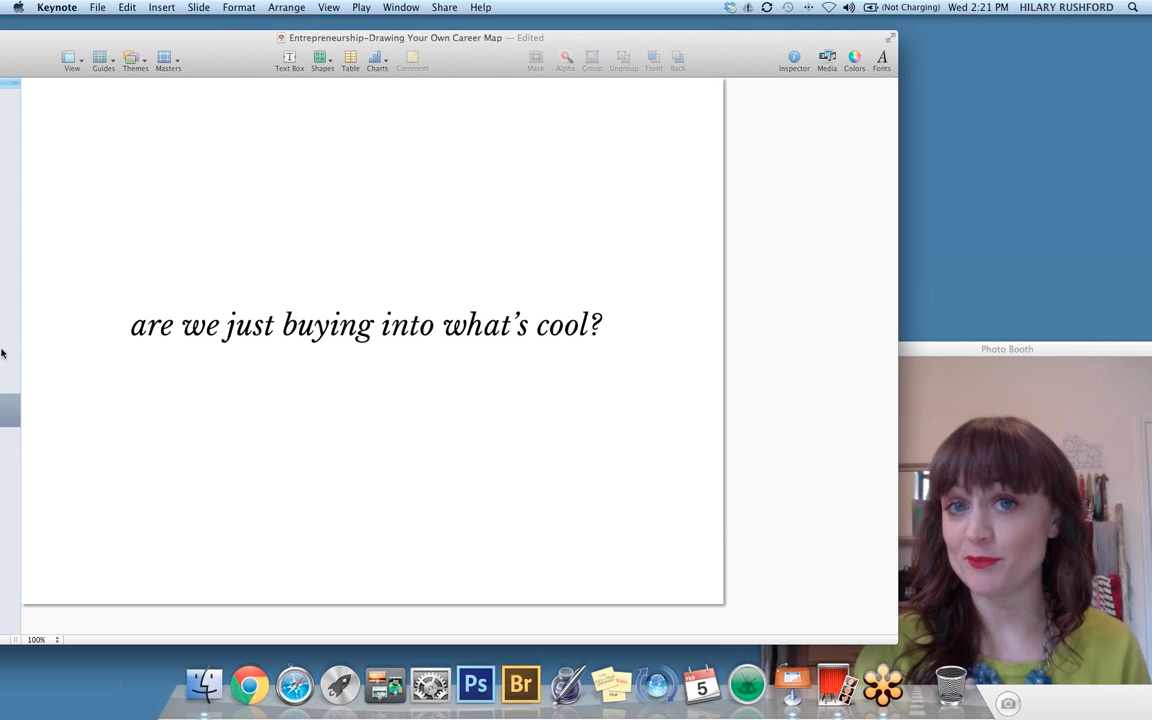 Keynote File Edit Insert Slide Format Arrange View Play Window Share Help (Not Charging) Wed 2:21 PM HILARY RUSHFORD
Entrepreneurship-Drawing Your Own Career Map — Edited
View Guides Themes Masters Text Box Shapes Table Charts Comment Mask Alpha Group Ungroup Front Back Inspector Media Colors Fonts
are we just buying into what's cool?
Photo Booth
100%
Ps Br FEB 5